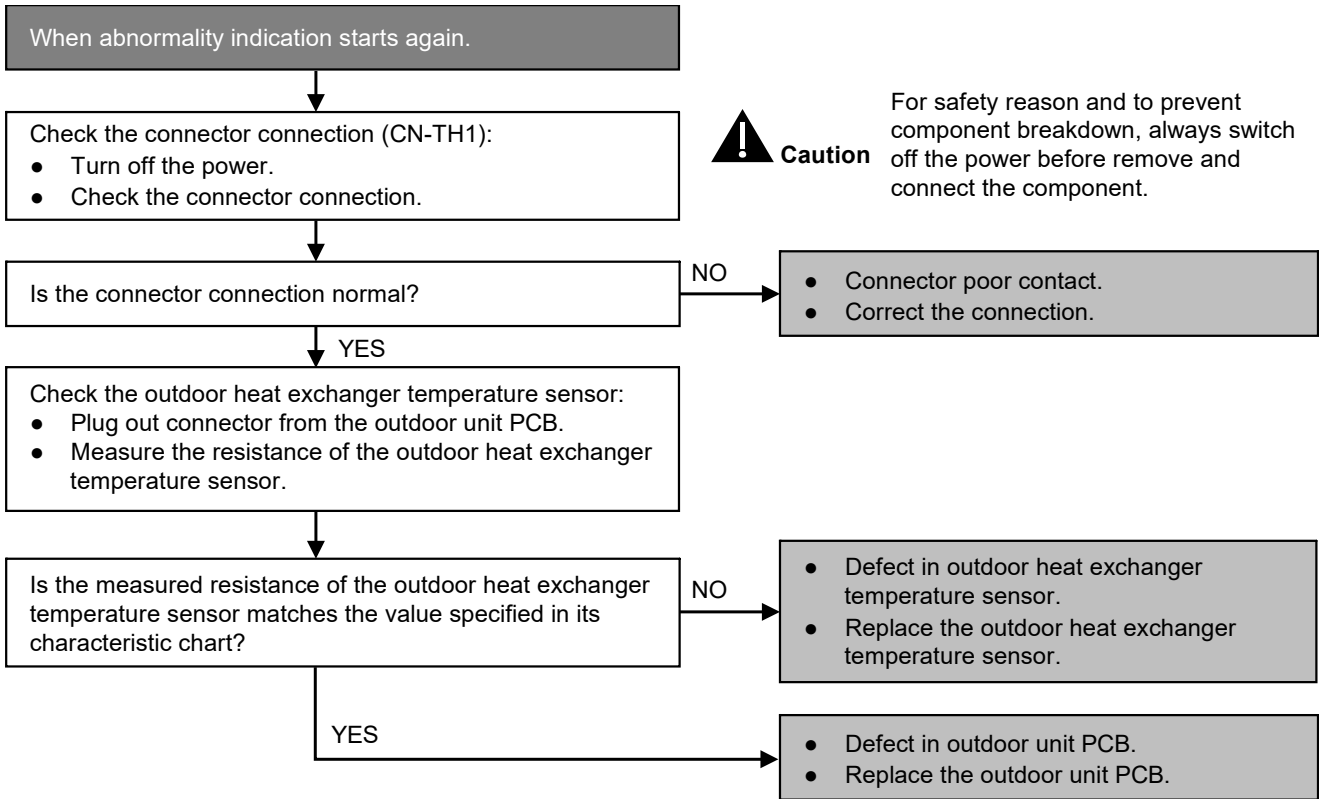 When abnormality indication starts again.
Check the connector connection (CN-TH1):
● Turn off the power.
● Check the connector connection.
Caution
For safety reason and to prevent
component breakdown, always switch
off the power before remove and
connect the component.
Is the connector connection normal?
NO
● Connector poor contact.
● Correct the connection.
YES
Check the outdoor heat exchanger temperature sensor:
● Plug out connector from the outdoor unit PCB.
● Measure the resistance of the outdoor heat exchanger
temperature sensor.
Is the measured resistance of the outdoor heat exchanger
temperature sensor matches the value specified in its
characteristic chart?
NO
● Defect in outdoor heat exchanger
temperature sensor.
● Replace the outdoor heat exchanger
temperature sensor.
YES
● Defect in outdoor unit PCB.
● Replace the outdoor unit PCB.